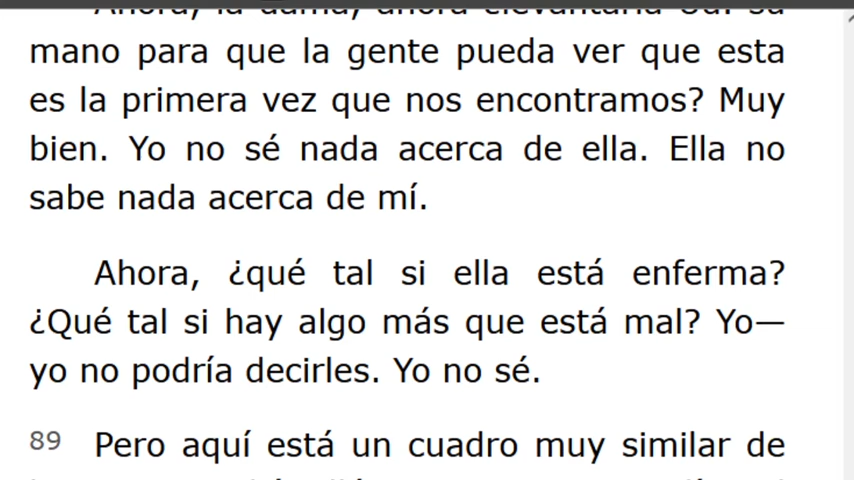 mano para que la gente pueda ver que esta
es la primera vez que nos encontramos? Muy
bien. Yo no sé nada acerca de ella. Ella no
sabe nada acerca de mí.
Ahora, ¿qué tal si ella está enferma?
¿Qué tal si hay algo más que está mal? Yo—
yo no podría decirles. Yo no sé.
89 Pero aquí está un cuadro muy similar de